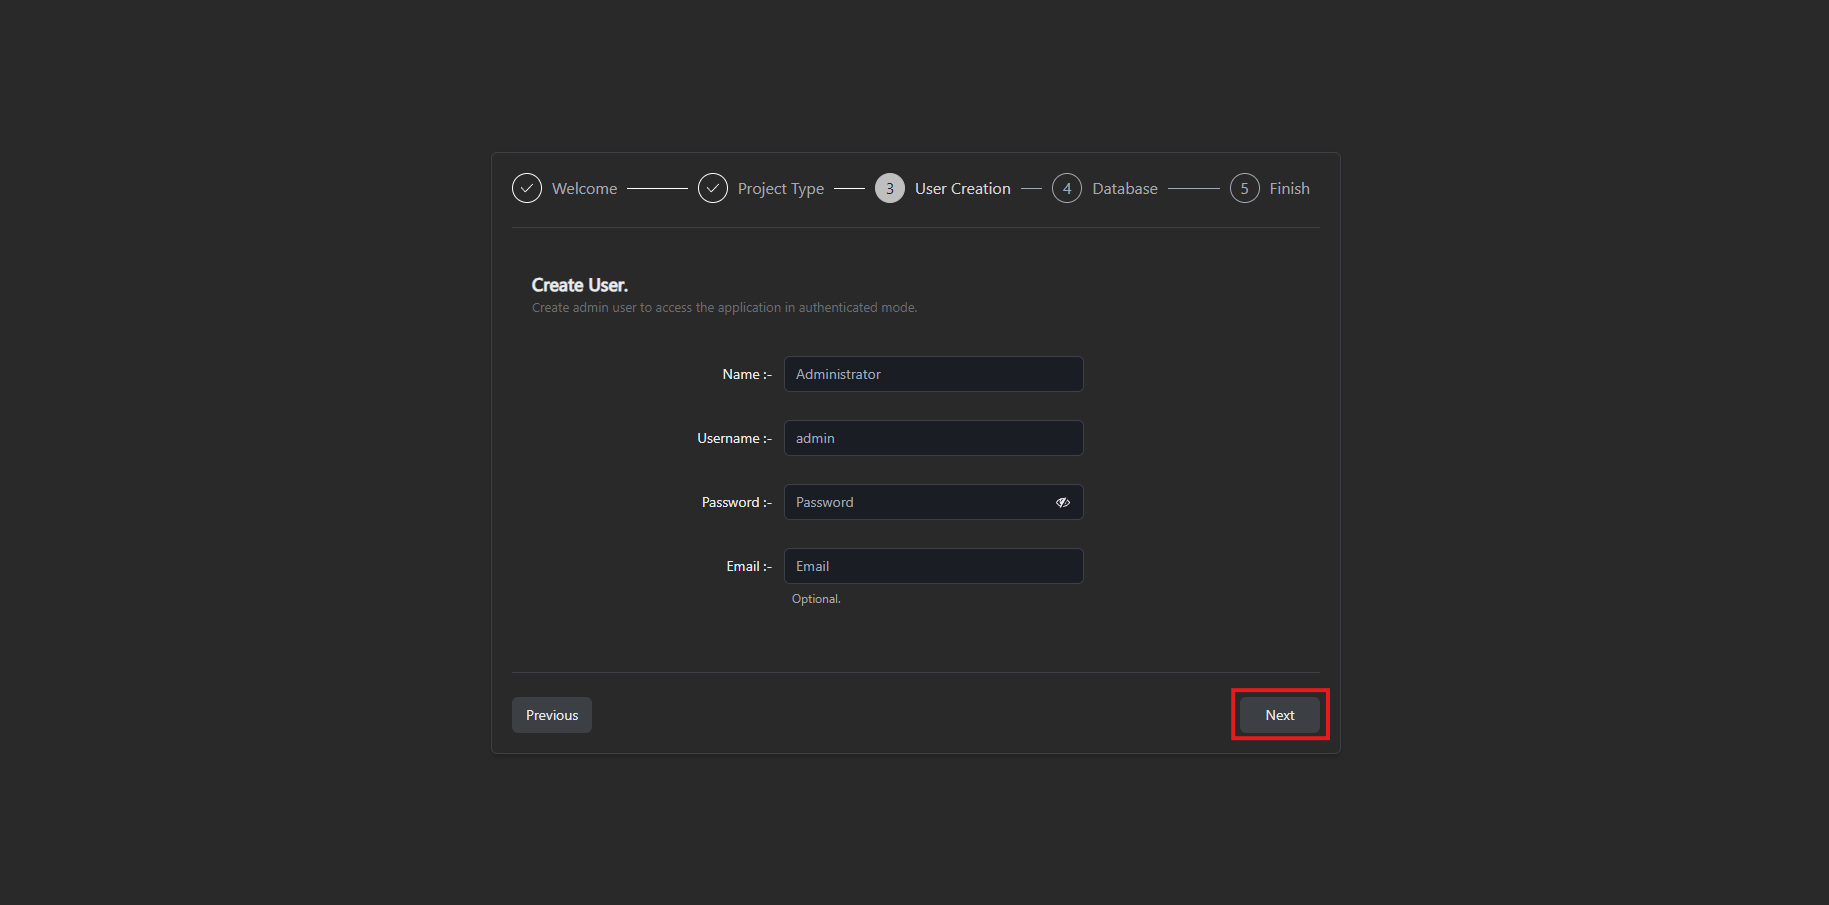 Welcome Project Type 3 User Creation 4 Database 5 Finish
Create User.
Create admin user to access the application in authenticated mode.
Name :- Administrator
Username :- admin
Password :- Password
Email :- Email
Optional.
Previous Next